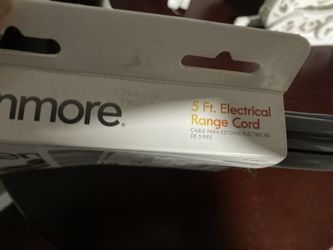 nmore®
5 Ft. Electrical
Range Cord
CABLE PARA ESTUFAS ELÉCTRICAS
DE 5 PIES